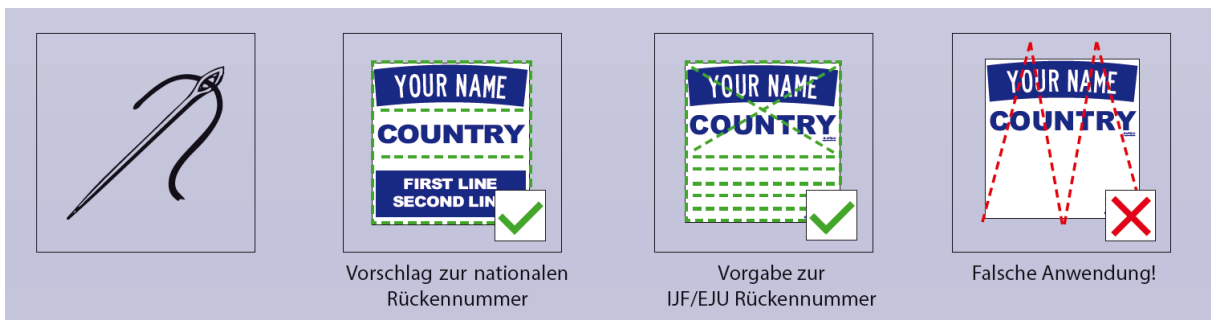 YOUR NAME
COUNTRY
FIRST LINE
SECOND LIN
Vorschlag zur nationalen
Rückennummer
YOUR NAME
COUNTRY
Vorgabe zur
IJF/EJU Rückennummer
YOUR NAME
COUNTRY
Falsche Anwendung!